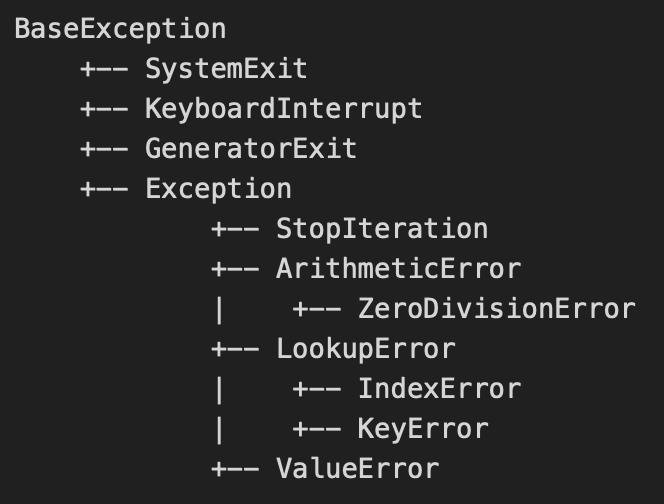 BaseException
    +-- SystemExit
    +-- KeyboardInterrupt
    +-- GeneratorExit
    +-- Exception
            +-- StopIteration
            +-- ArithmeticError
            |    +-- ZeroDivisionError
            +-- LookupError
            |    +-- IndexError
            |    +-- KeyError
            +-- ValueError